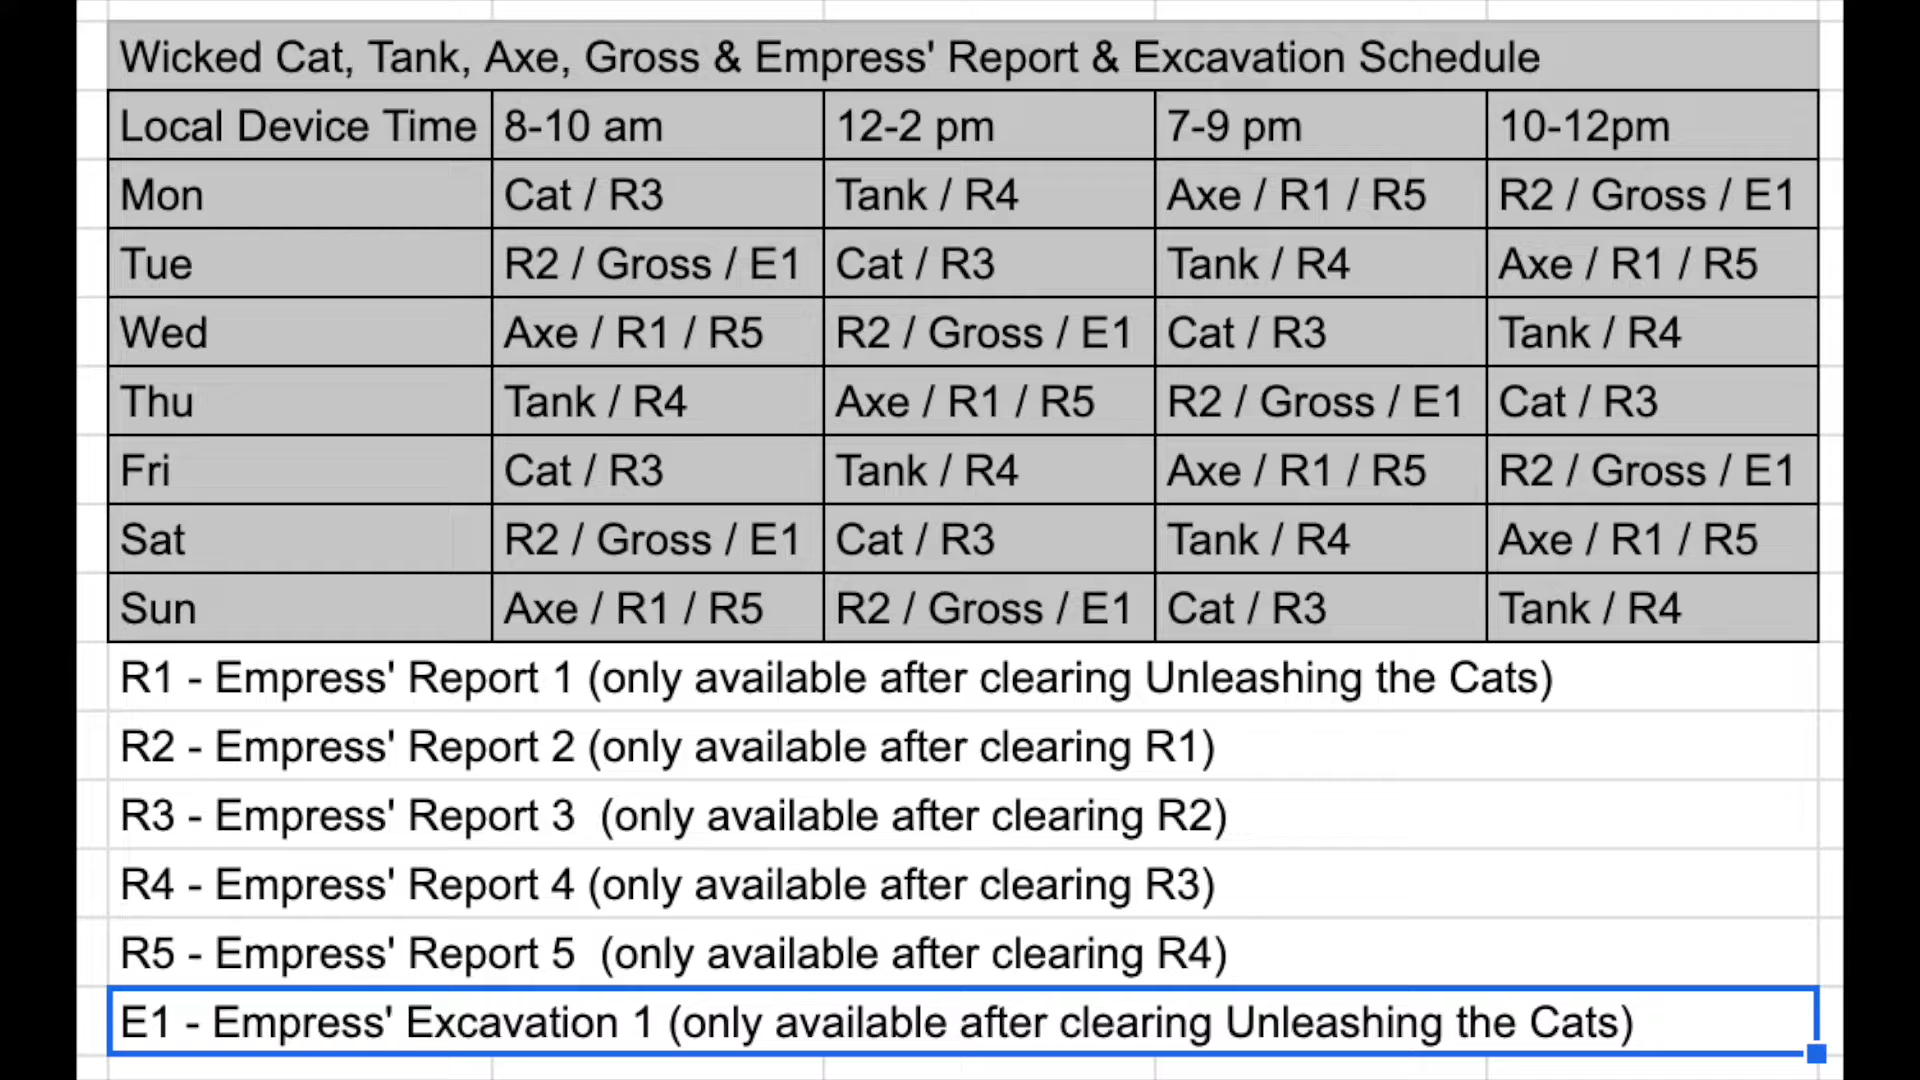 Wicked Cat, Tank, Axe, Gross & Empress' Report & Excavation Schedule
Local Device Time 8-10 am 12-2 pm 7-9 pm 10-12pm
Mon Cat / R3 Tank / R4 Axe / R1 / R5 R2 / Gross / E1
Tue R2 / Gross / E1 Cat / R3 Tank / R4 Axe / R1 / R5
Wed Axe / R1 / R5 R2 / Gross / E1 Cat / R3 Tank / R4
Thu Tank / R4 Axe / R1 / R5 R2 / Gross / E1 Cat / R3
Fri Cat / R3 Tank / R4 Axe / R1 / R5 R2 / Gross / E1
Sat R2 / Gross / E1 Cat / R3 Tank / R4 Axe / R1 / R5
Sun Axe / R1 / R5 R2 / Gross / E1 Cat / R3 Tank / R4
R1 - Empress' Report 1 (only available after clearing Unleashing the Cats)
R2 - Empress' Report 2 (only available after clearing R1)
R3 - Empress' Report 3  (only available after clearing R2)
R4 - Empress' Report 4 (only available after clearing R3)
R5 - Empress' Report 5  (only available after clearing R4)
E1 - Empress' Excavation 1 (only available after clearing Unleashing the Cats)